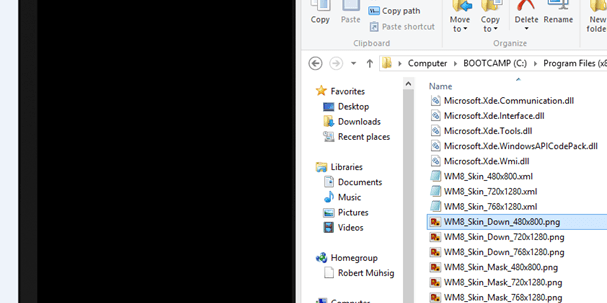 Copy
Paste
Copy path
Paste shortcut
Move to
Copy to
Delete
Rename
New folde
Clipboard
Organize
Computer
BOOTCAMP (C:)
Program Files (x8
Favorites
Desktop
Downloads
Recent places
Libraries
Documents
Music
Pictures
Videos
Homegroup
Robert Mühsig
Computer
Name
Microsoft.Xde.Communication.dll
Microsoft.Xde.Interface.dll
Microsoft.Xde.Tools.dll
Microsoft.Xde.WindowsAPICodePack.dll
Microsoft.Xde.Wmi.dll
WM8_Skin_480x800.xml
WM8_Skin_720x1280.xml
WM8_Skin_768x1280.xml
WM8_Skin_Down_480x800.png
WM8_Skin_Down_720x1280.png
WM8_Skin_Down_768x1280.png
WM8_Skin_Mask_480x800.png
WM8_Skin_Mask_720x1280.png
WM8_Skin_Mask_768x1280.png